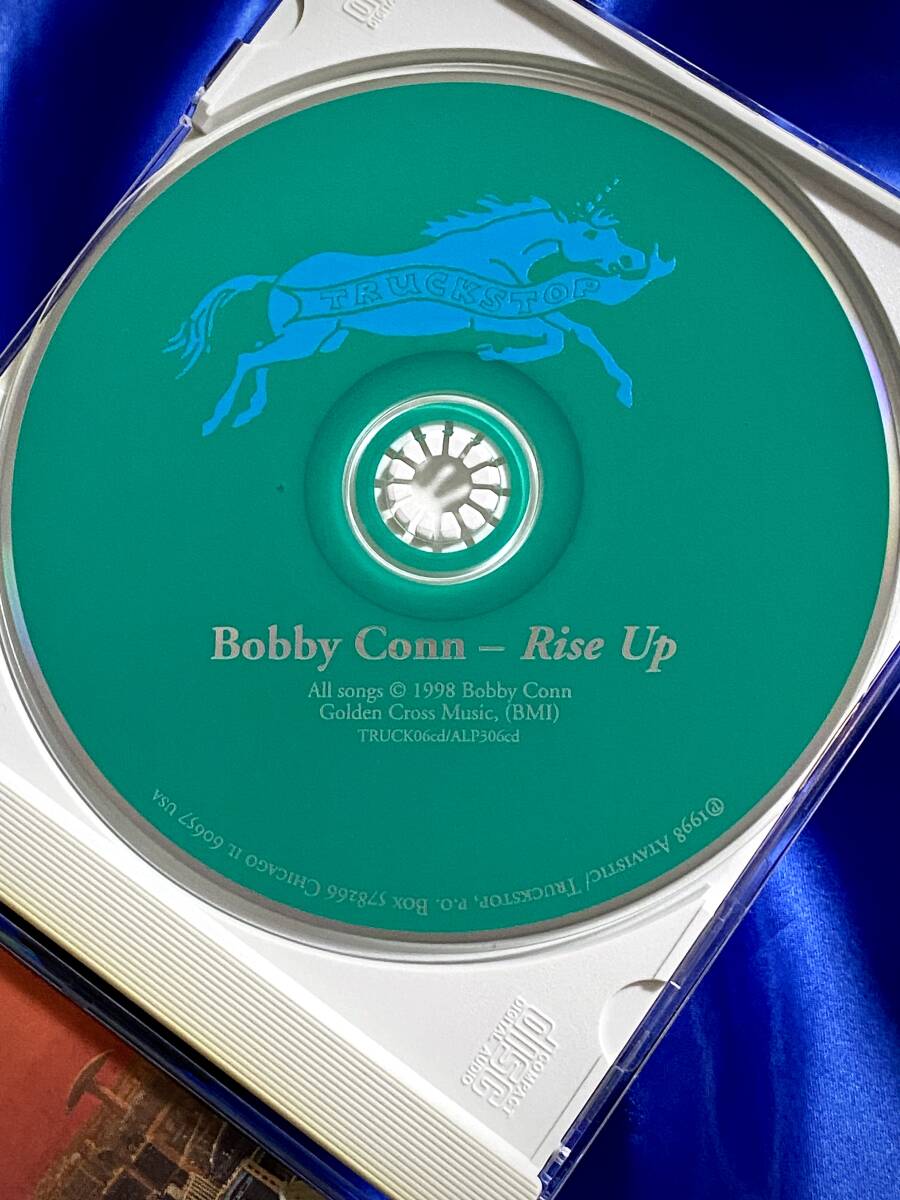 TRUCKSTOP
Bobby Conn – Rise Up
All songs © 1998 Bobby Conn
Golden Cross Music, (BMI)
TRUCK06cd/ALP306cd
℗1998 Atavistic/Truckstop, p.o. Box 578266 Chicago il 60657 usa
COMPACT
disc
DIGITAL AUDIO